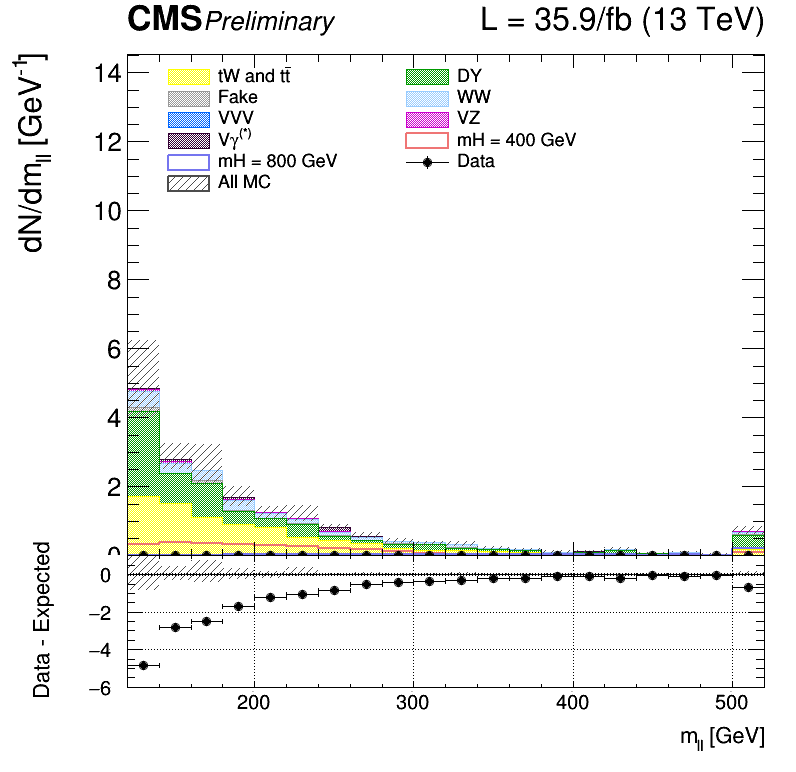 CMS Preliminary L = 35.9/fb (13 TeV)
dN/dm_ll [GeV⁻¹]
14
12
10
8
6
4
2
0
tW and tt̄
DY
Fake
WW
VVV
VZ
Vγ⁽*⁾
mH = 400 GeV
mH = 800 GeV
Data
All MC
Data - Expected
0
−2
−4
−6
200 300 400 500
m_ll [GeV]